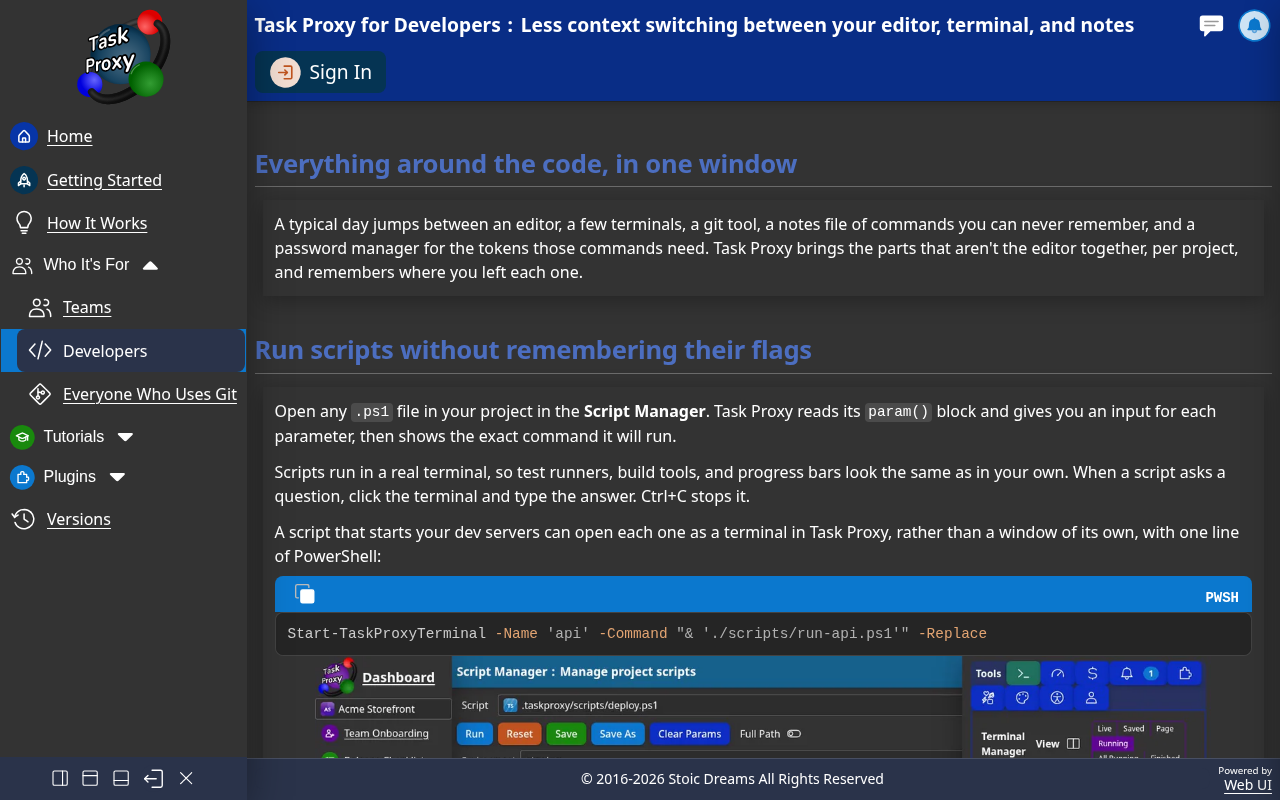 Task Proxy
Home
Getting Started
How It Works
Who It's For
Teams
Developers
Everyone Who Uses Git
Tutorials
Plugins
Versions
Task Proxy for Developers : Less context switching between your editor, terminal, and notes
Sign In
Everything around the code, in one window
A typical day jumps between an editor, a few terminals, a git tool, a notes file of commands you can never remember, and a
password manager for the tokens those commands need. Task Proxy brings the parts that aren't the editor together, per project,
and remembers where you left each one.
Run scripts without remembering their flags
Open any .ps1 file in your project in the Script Manager. Task Proxy reads its param() block and gives you an input for each
parameter, then shows the exact command it will run.
Scripts run in a real terminal, so test runners, build tools, and progress bars look the same as in your own. When a script asks a
question, click the terminal and type the answer. Ctrl+C stops it.
A script that starts your dev servers can open each one as a terminal in Task Proxy, rather than a window of its own, with one line
of PowerShell:
PWSH
Start-TaskProxyTerminal -Name 'api' -Command "& './scripts/run-api.ps1'" -Replace
Task Proxy
Dashboard
AS Acme Storefront
Team Onboarding
Script Manager : Manage project scripts
Script
.taskproxy/scripts/deploy.ps1
Run Reset Save Save As Clear Params Full Path
Tools
1
Terminal Manager
View
Live Saved Page
Running
© 2016-2026 Stoic Dreams All Rights Reserved
Powered by
Web UI